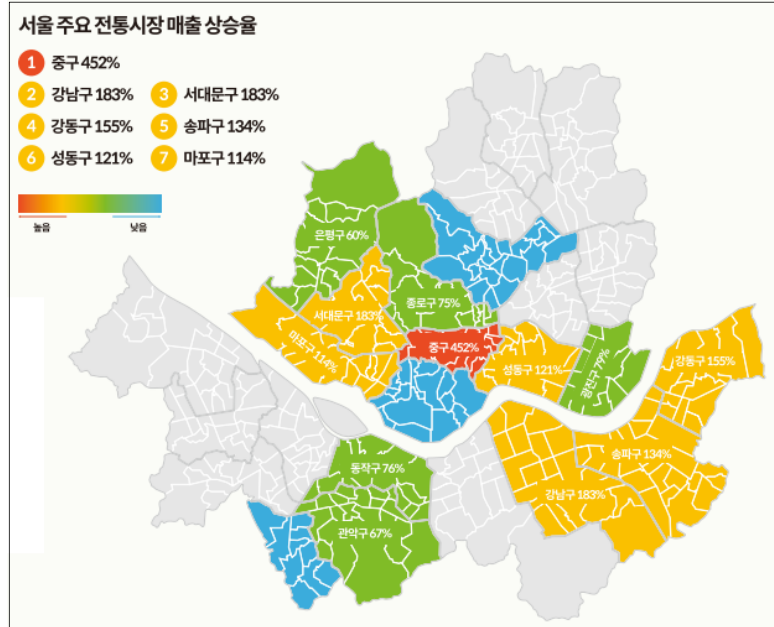 서울 주요 전통시장 매출 상승율
1 중구 452%
2 강남구 183% 3 서대문구 183%
4 강동구 155% 5 송파구 134%
6 성동구 121% 7 마포구 114%
높음 낮음
은평구 60%
종로구 75%
서대문구 183%
마포구 114%
중구 452%
성동구 121%
광진구 79%
강동구 155%
송파구 134%
강남구 183%
동작구 76%
관악구 67%